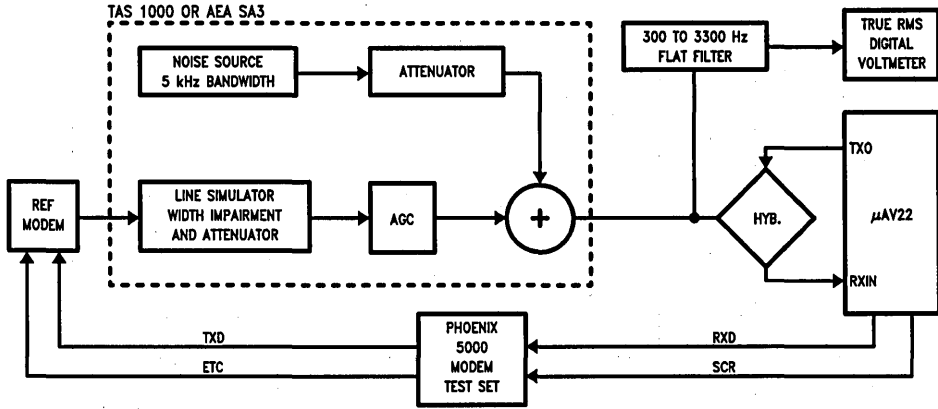 TAS 1000 OR AEA SA3
NOISE SOURCE
5 kHz BANDWIDTH
ATTENUATOR
300 TO 3300 Hz
FLAT FILTER
TRUE RMS
DIGITAL
VOLTMETER
REF
MODEM
LINE SIMULATOR
WIDTH IMPAIRMENT
AND ATTENUATOR
AGC
+
HYB.
TXO
μAV22
RXIN
TXD
ETC
PHOENIX
5000
MODEM
TEST SET
RXD
SCR